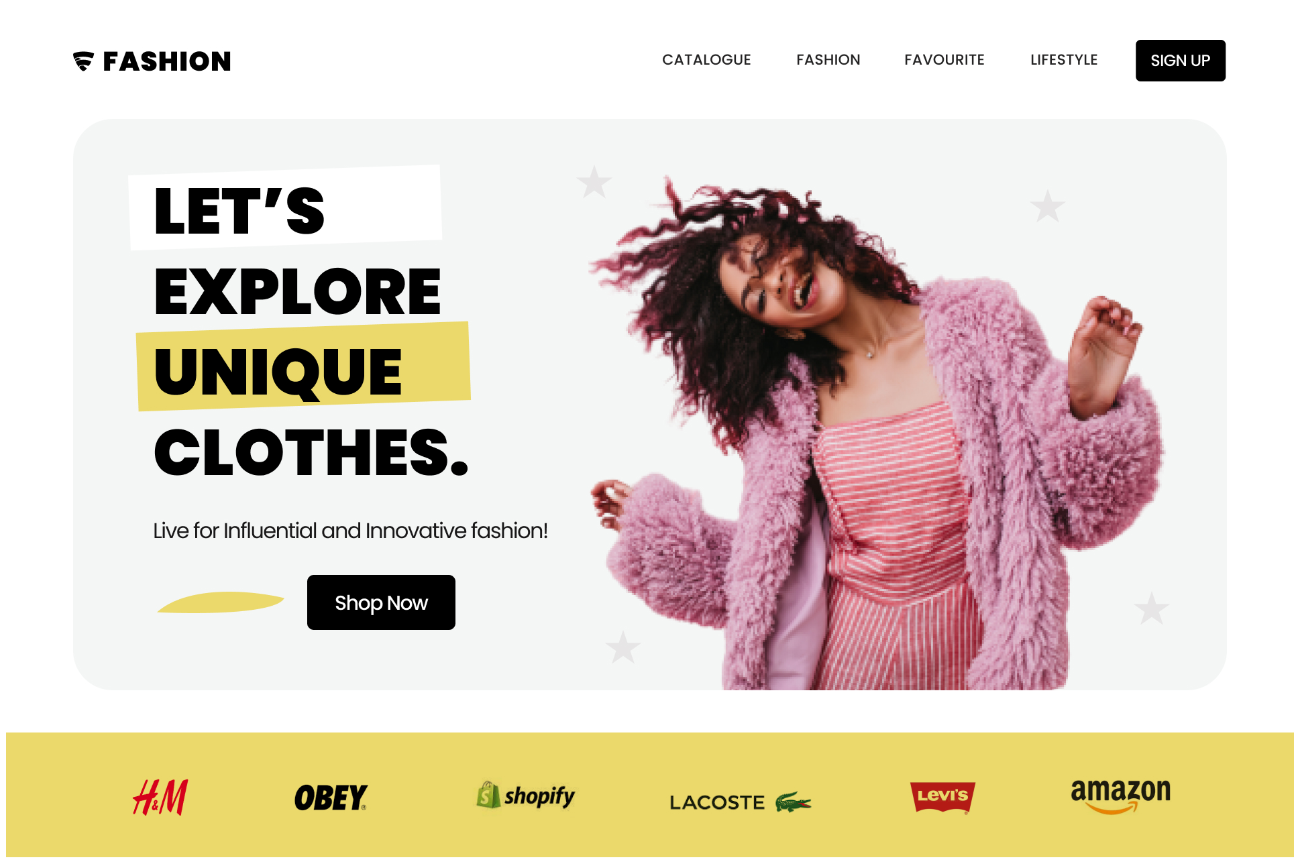 FASHION
CATALOGUE FASHION FAVOURITE LIFESTYLE SIGN UP
LET’S
EXPLORE
UNIQUE
CLOTHES.
Live for Influential and Innovative fashion!
Shop Now
H&M OBEY® shopify LACOSTE LEVI'S amazon